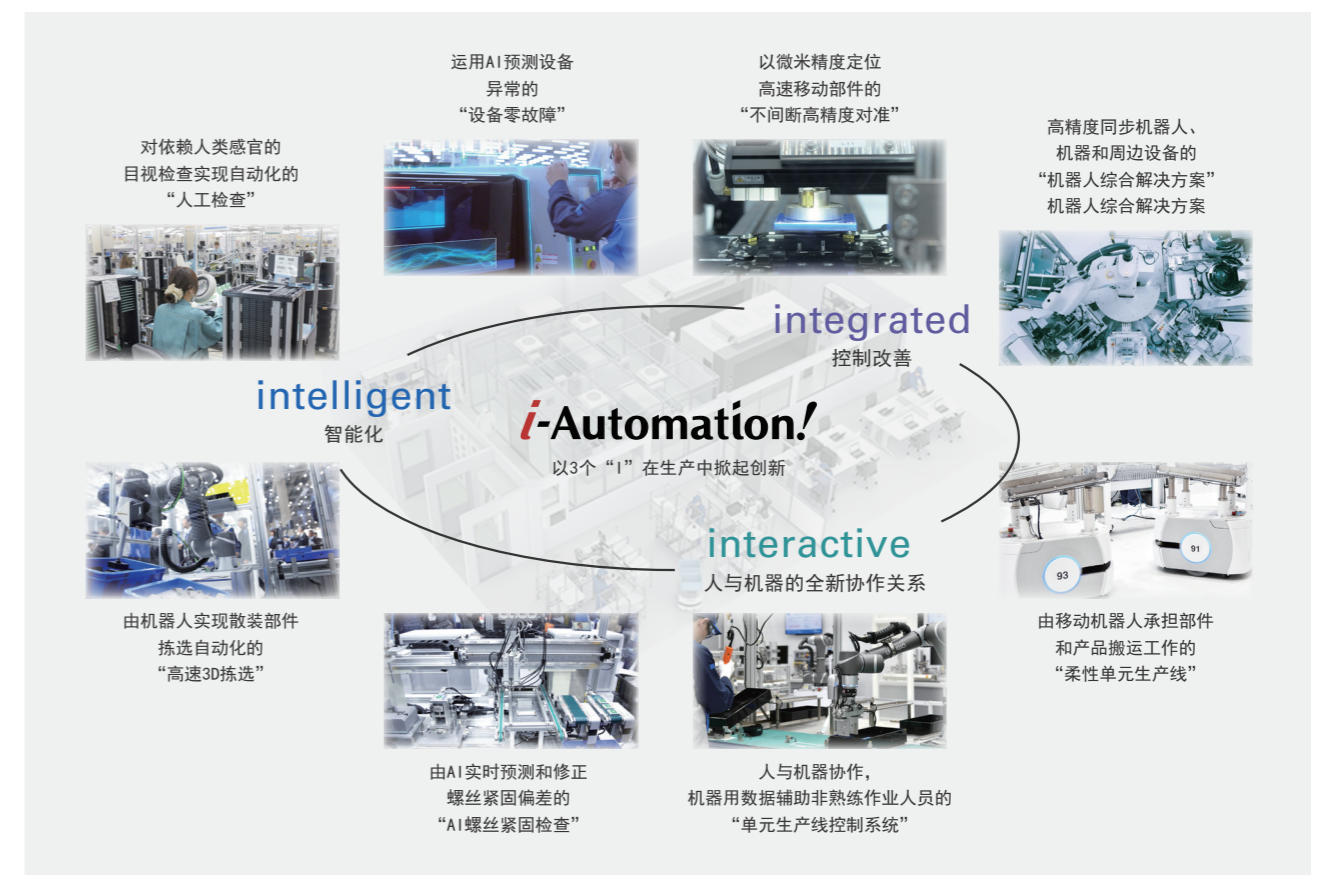 运用AI预测设备
异常的
“设备零故障”
以微米精度定位
高速移动部件的
“不间断高精度对准”
高精度同步机器人、
机器和周边设备的
“机器人综合解决方案”
机器人综合解决方案
对依赖人类感官的
目视检查实现自动化的
“人工检查”
integrated
控制改善
intelligent
智能化
i-Automation!
以3个“I”在生产中掀起创新
interactive
人与机器的全新协作关系
93
91
由机器人实现散装部件
拣选自动化的
“高速3D拣选”
由移动机器人承担部件
和产品搬运工作的
“柔性单元生产线”
由AI实时预测和修正
螺丝紧固偏差的
“AI螺丝紧固检查”
人与机器协作，
机器用数据辅助非熟练作业人员的
“单元生产线控制系统”